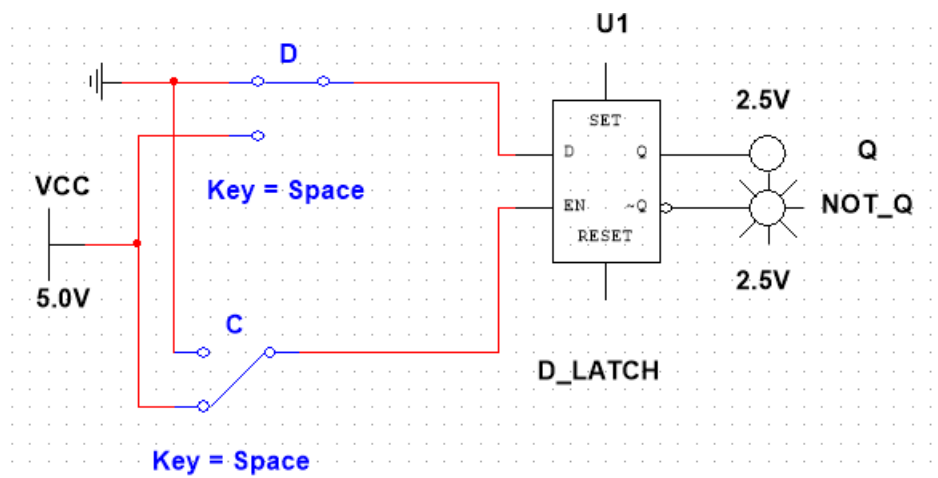 U1
D
2.5V
SET
D Q
Q
VCC
Key = Space
EN ~Q
NOT_Q
RESET
5.0V
2.5V
C
D_LATCH
Key = Space